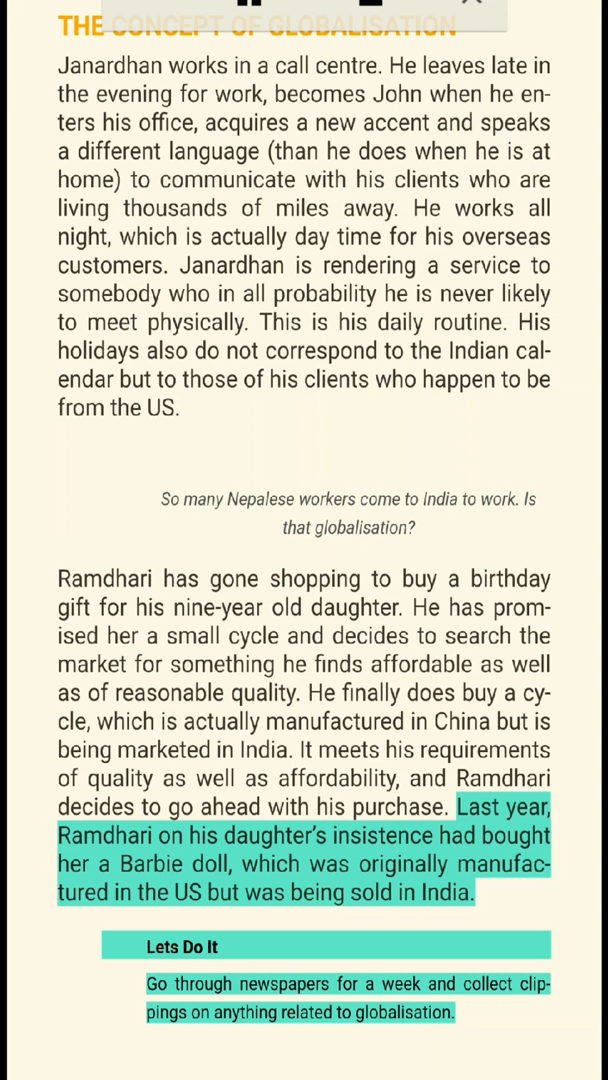 THE CONCEPT OF GLOBALISATION
Janardhan works in a call centre. He leaves late in
the evening for work, becomes John when he en-
ters his office, acquires a new accent and speaks
a different language (than he does when he is at
home) to communicate with his clients who are
living thousands of miles away. He works all
night, which is actually day time for his overseas
customers. Janardhan is rendering a service to
somebody who in all probability he is never likely
to meet physically. This is his daily routine. His
holidays also do not correspond to the Indian cal-
endar but to those of his clients who happen to be
from the US.
So many Nepalese workers come to India to work. Is
that globalisation?
Ramdhari has gone shopping to buy a birthday
gift for his nine-year old daughter. He has prom-
ised her a small cycle and decides to search the
market for something he finds affordable as well
as of reasonable quality. He finally does buy a cy-
cle, which is actually manufactured in China but is
being marketed in India. It meets his requirements
of quality as well as affordability, and Ramdhari
decides to go ahead with his purchase. Last year,
Ramdhari on his daughter’s insistence had bought
her a Barbie doll, which was originally manufac-
tured in the US but was being sold in India.
Lets Do It
Go through newspapers for a week and collect clip-
pings on anything related to globalisation.